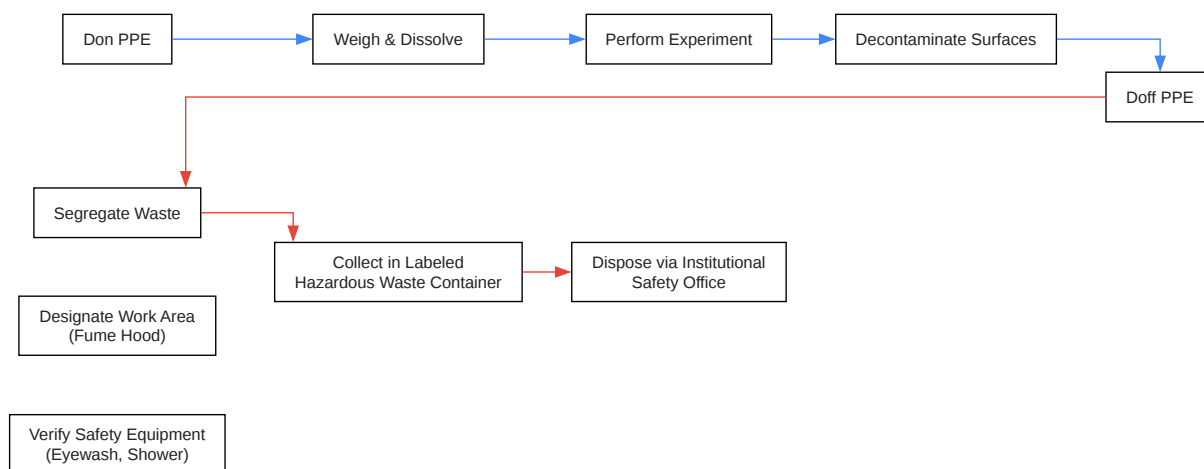 Don PPE
Weigh & Dissolve
Perform Experiment
Decontaminate Surfaces
Doff PPE
Segregate Waste
Collect in Labeled
Hazardous Waste Container
Dispose via Institutional
Safety Office
Designate Work Area
(Fume Hood)
Verify Safety Equipment
(Eyewash, Shower)